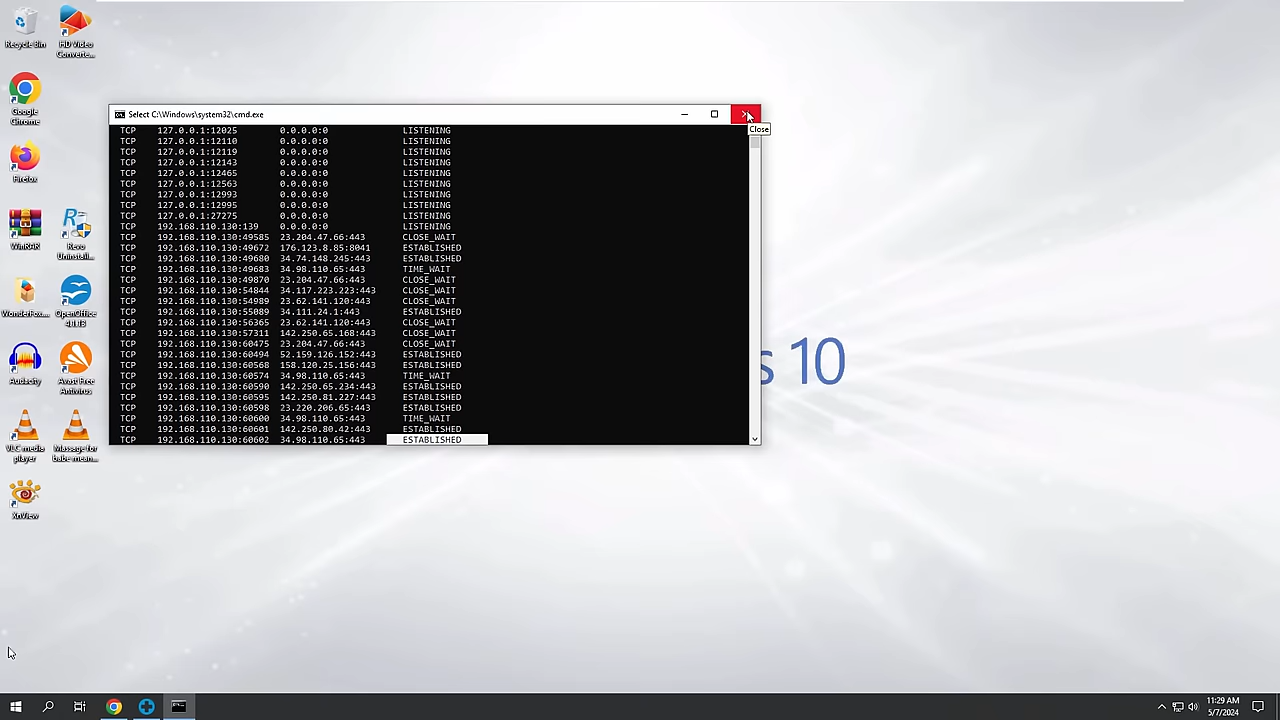 Recycle Bin
HD Video
Converte...
Google
Chrome
Firefox
WinRAR
Revo
Uninstall...
WonderFox...
OpenOffice
4.1.13
Audacity
Avast Free
Antivirus
VLC media
player
Massage for
babe mean...
XnView
Select C:\Windows\system32\cmd.exe
Close
TCP 127.0.0.1:12025 0.0.0.0:0 LISTENING
TCP 127.0.0.1:12110 0.0.0.0:0 LISTENING
TCP 127.0.0.1:12119 0.0.0.0:0 LISTENING
TCP 127.0.0.1:12143 0.0.0.0:0 LISTENING
TCP 127.0.0.1:12465 0.0.0.0:0 LISTENING
TCP 127.0.0.1:12563 0.0.0.0:0 LISTENING
TCP 127.0.0.1:12993 0.0.0.0:0 LISTENING
TCP 127.0.0.1:12995 0.0.0.0:0 LISTENING
TCP 127.0.0.1:27275 0.0.0.0:0 LISTENING
TCP 192.168.110.130:139 0.0.0.0:0 LISTENING
TCP 192.168.110.130:49585 23.204.47.66:443 CLOSE_WAIT
TCP 192.168.110.130:49672 176.123.8.85:8041 ESTABLISHED
TCP 192.168.110.130:49680 34.74.148.245:443 ESTABLISHED
TCP 192.168.110.130:49683 34.98.110.65:443 TIME_WAIT
TCP 192.168.110.130:49870 23.204.47.66:443 CLOSE_WAIT
TCP 192.168.110.130:54844 34.117.223.223:443 CLOSE_WAIT
TCP 192.168.110.130:54989 23.62.141.120:443 CLOSE_WAIT
TCP 192.168.110.130:55089 34.111.24.1:443 ESTABLISHED
TCP 192.168.110.130:56365 23.62.141.120:443 CLOSE_WAIT
TCP 192.168.110.130:57311 142.250.65.168:443 CLOSE_WAIT
TCP 192.168.110.130:60475 23.204.47.66:443 CLOSE_WAIT
TCP 192.168.110.130:60494 52.159.126.152:443 ESTABLISHED
TCP 192.168.110.130:60568 158.120.25.156:443 ESTABLISHED
TCP 192.168.110.130:60574 34.98.110.65:443 TIME_WAIT
TCP 192.168.110.130:60590 142.250.65.234:443 ESTABLISHED
TCP 192.168.110.130:60595 142.250.81.227:443 ESTABLISHED
TCP 192.168.110.130:60598 23.220.206.65:443 ESTABLISHED
TCP 192.168.110.130:60600 34.98.110.65:443 TIME_WAIT
TCP 192.168.110.130:60601 142.250.80.42:443 ESTABLISHED
TCP 192.168.110.130:60602 34.98.110.65:443 ESTABLISHED
s 10
11:29 AM
5/7/2024